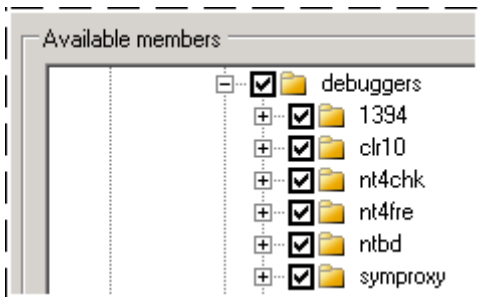 Available members
debuggers
1394
clr10
nt4chk
nt4fre
ntbd
symproxy